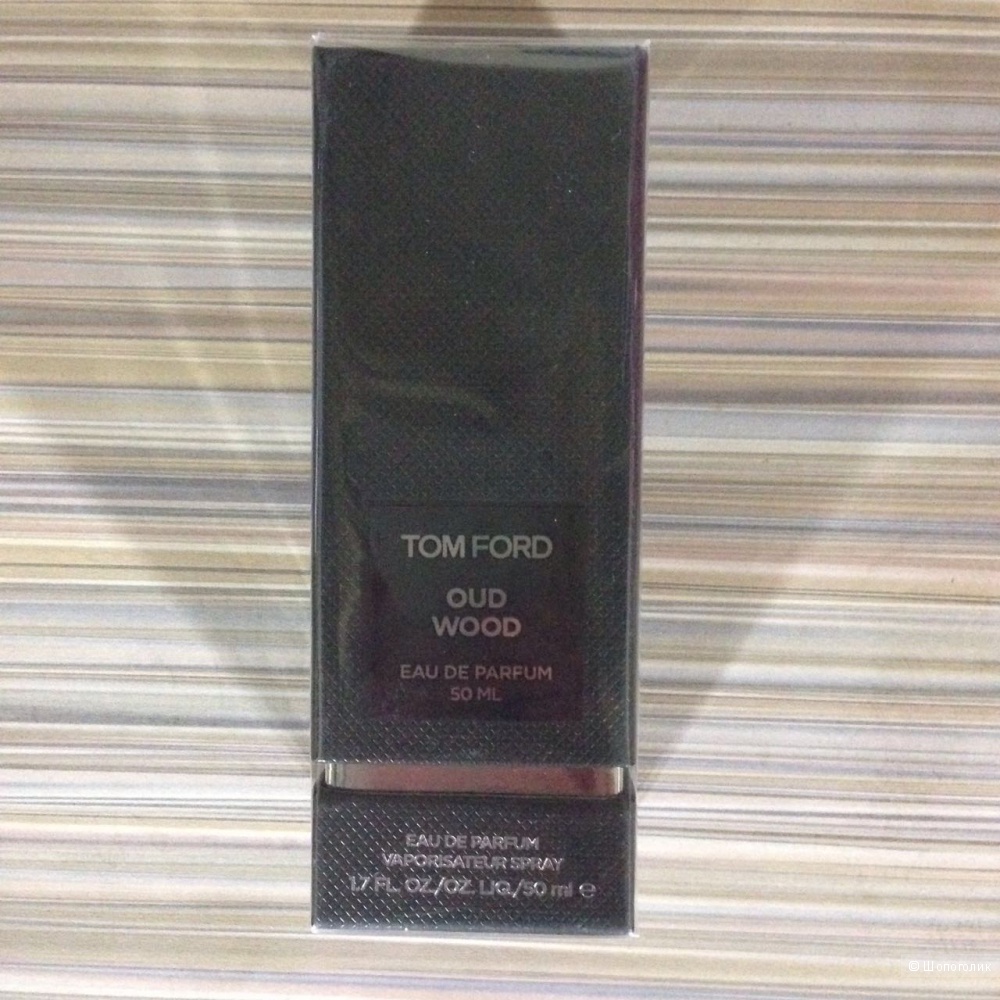 TOM FORD
OUD
WOOD
EAU DE PARFUM
50 ML
EAU DE PARFUM
VAPORISATEUR SPRAY
1.7 FL. OZ./OZ. LIQ./50 ml ℮
© Шопоголик